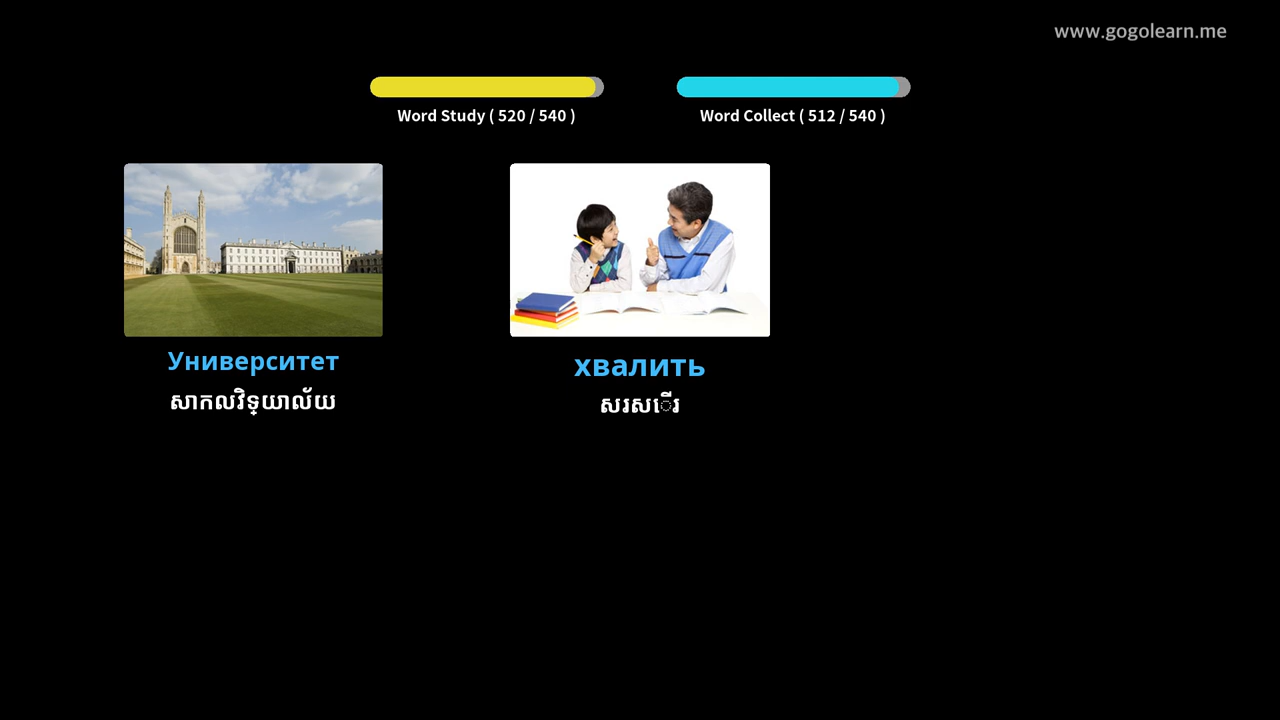 www.gogolearn.me
Word Study ( 520 / 540 )
Word Collect ( 512 / 540 )
Университет
សាកលវិទ្យាល័យ
хвалить
សរសើរ